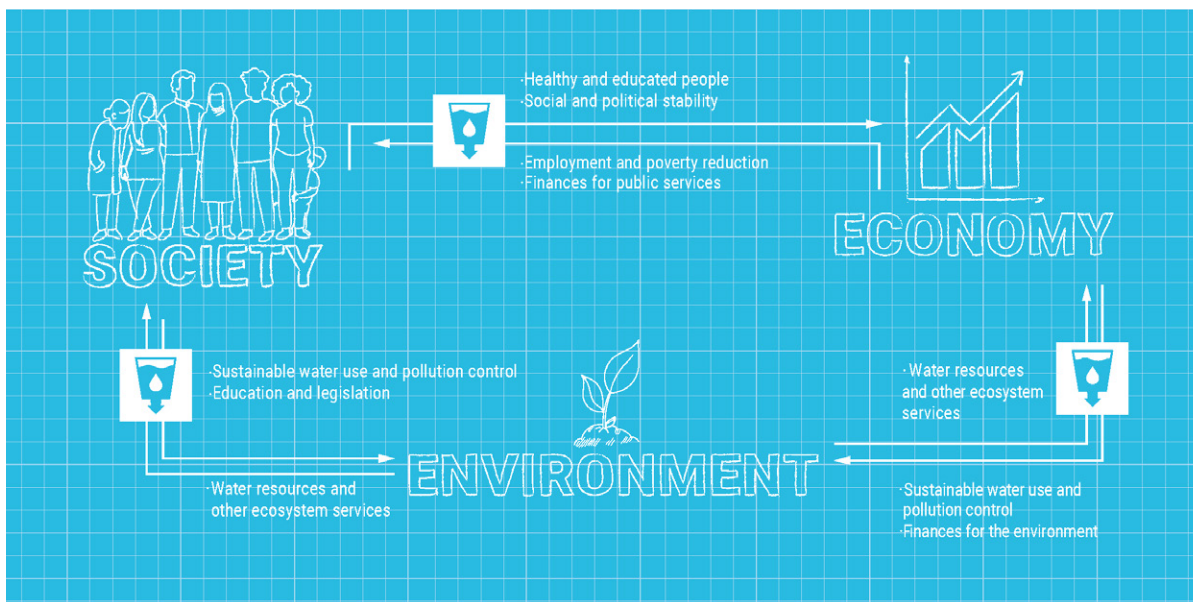 ·Healthy and educated people
·Social and political stability
·Employment and poverty reduction
·Finances for public services
SOCIETY
ECONOMY
·Sustainable water use and pollution control
·Education and legislation
·Water resources
and other ecosystem
services
ENVIRONMENT
·Water resources and
other ecosystem services
·Sustainable water use and
pollution control
·Finances for the environment